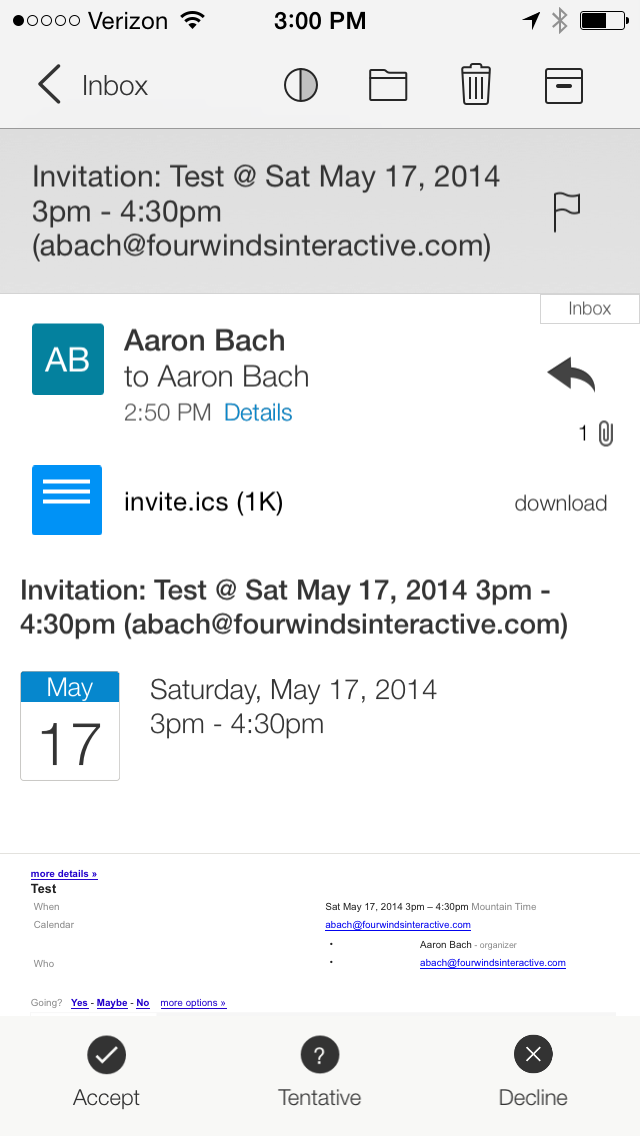 Verizon 3:00 PM
Inbox
Invitation: Test @ Sat May 17, 2014
3pm - 4:30pm
(abach@fourwindsinteractive.com)
Inbox
AB
Aaron Bach
to Aaron Bach
2:50 PM Details
1
invite.ics (1K) download
Invitation: Test @ Sat May 17, 2014 3pm -
4:30pm (abach@fourwindsinteractive.com)
May
17
Saturday, May 17, 2014
3pm - 4:30pm
more details »
Test
When Sat May 17, 2014 3pm – 4:30pm Mountain Time
Calendar abach@fourwindsinteractive.com
• Aaron Bach - organizer
Who • abach@fourwindsinteractive.com
Going? Yes - Maybe - No more options »
?
Accept Tentative Decline